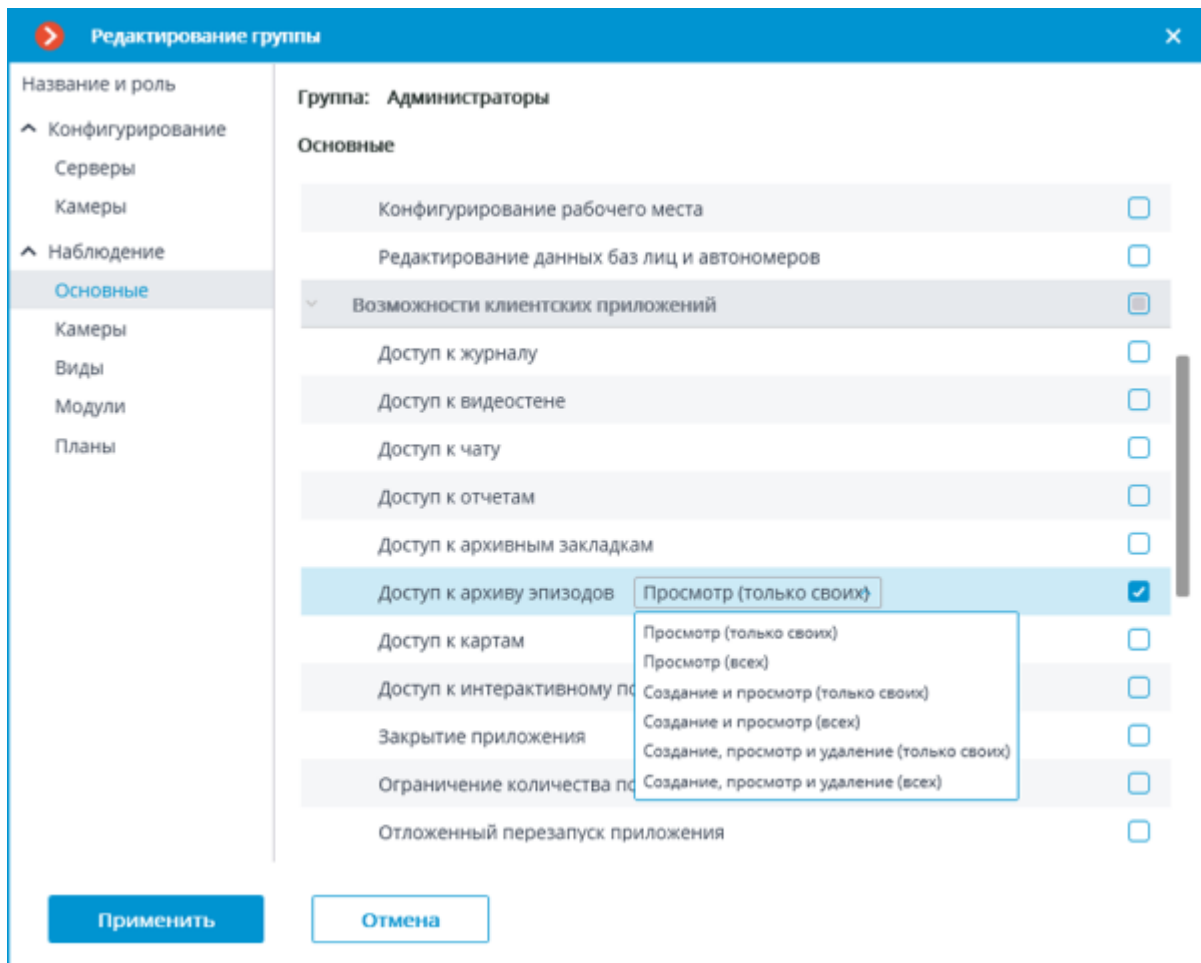 Редактирование группы
Название и роль
Конфигурирование
Серверы
Камеры
Наблюдение
Основные
Камеры
Виды
Модули
Планы
Группа: Администраторы
Основные
Конфигурирование рабочего места
Редактирование данных баз лиц и автономеров
Возможности клиентских приложений
Доступ к журналу
Доступ к видеостене
Доступ к чату
Доступ к отчетам
Доступ к архивным закладкам
Доступ к архиву эпизодов Просмотр (только своих)
Просмотр (только своих)
Просмотр (всех)
Создание и просмотр (только своих)
Создание и просмотр (всех)
Создание, просмотр и удаление (только своих)
Создание, просмотр и удаление (всех)
Доступ к картам
Доступ к интерактивному
Закрытие приложения
Ограничение количества
Отложенный перезапуск приложения
Применить
Отмена